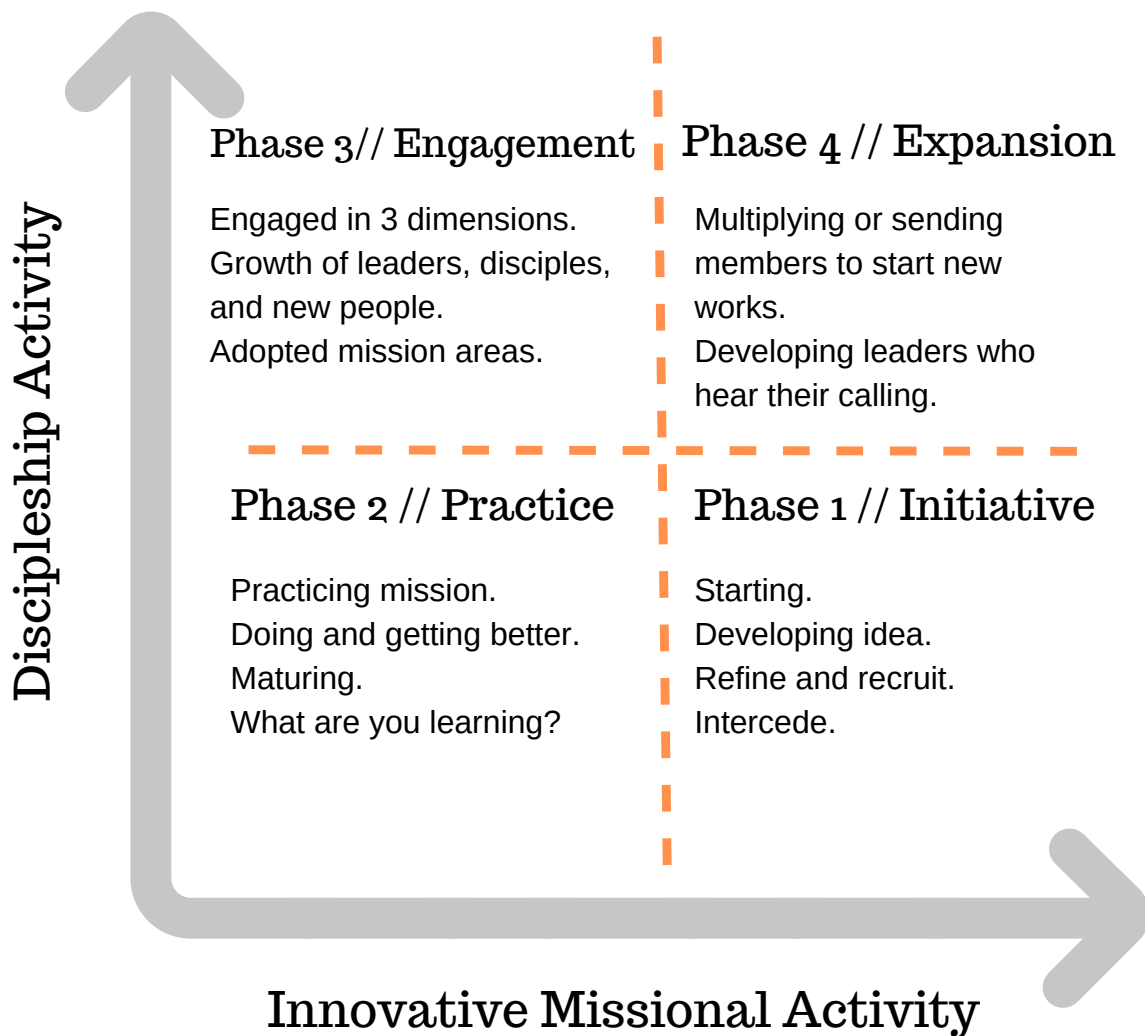 Discipleship Activity
Phase 3// Engagement
Engaged in 3 dimensions.
Growth of leaders, disciples,
and new people.
Adopted mission areas.
Phase 4 // Expansion
Multiplying or sending
members to start new
works.
Developing leaders who
hear their calling.
Phase 2 // Practice
Practicing mission.
Doing and getting better.
Maturing.
What are you learning?
Phase 1 // Initiative
Starting.
Developing idea.
Refine and recruit.
Intercede.
Innovative Missional Activity